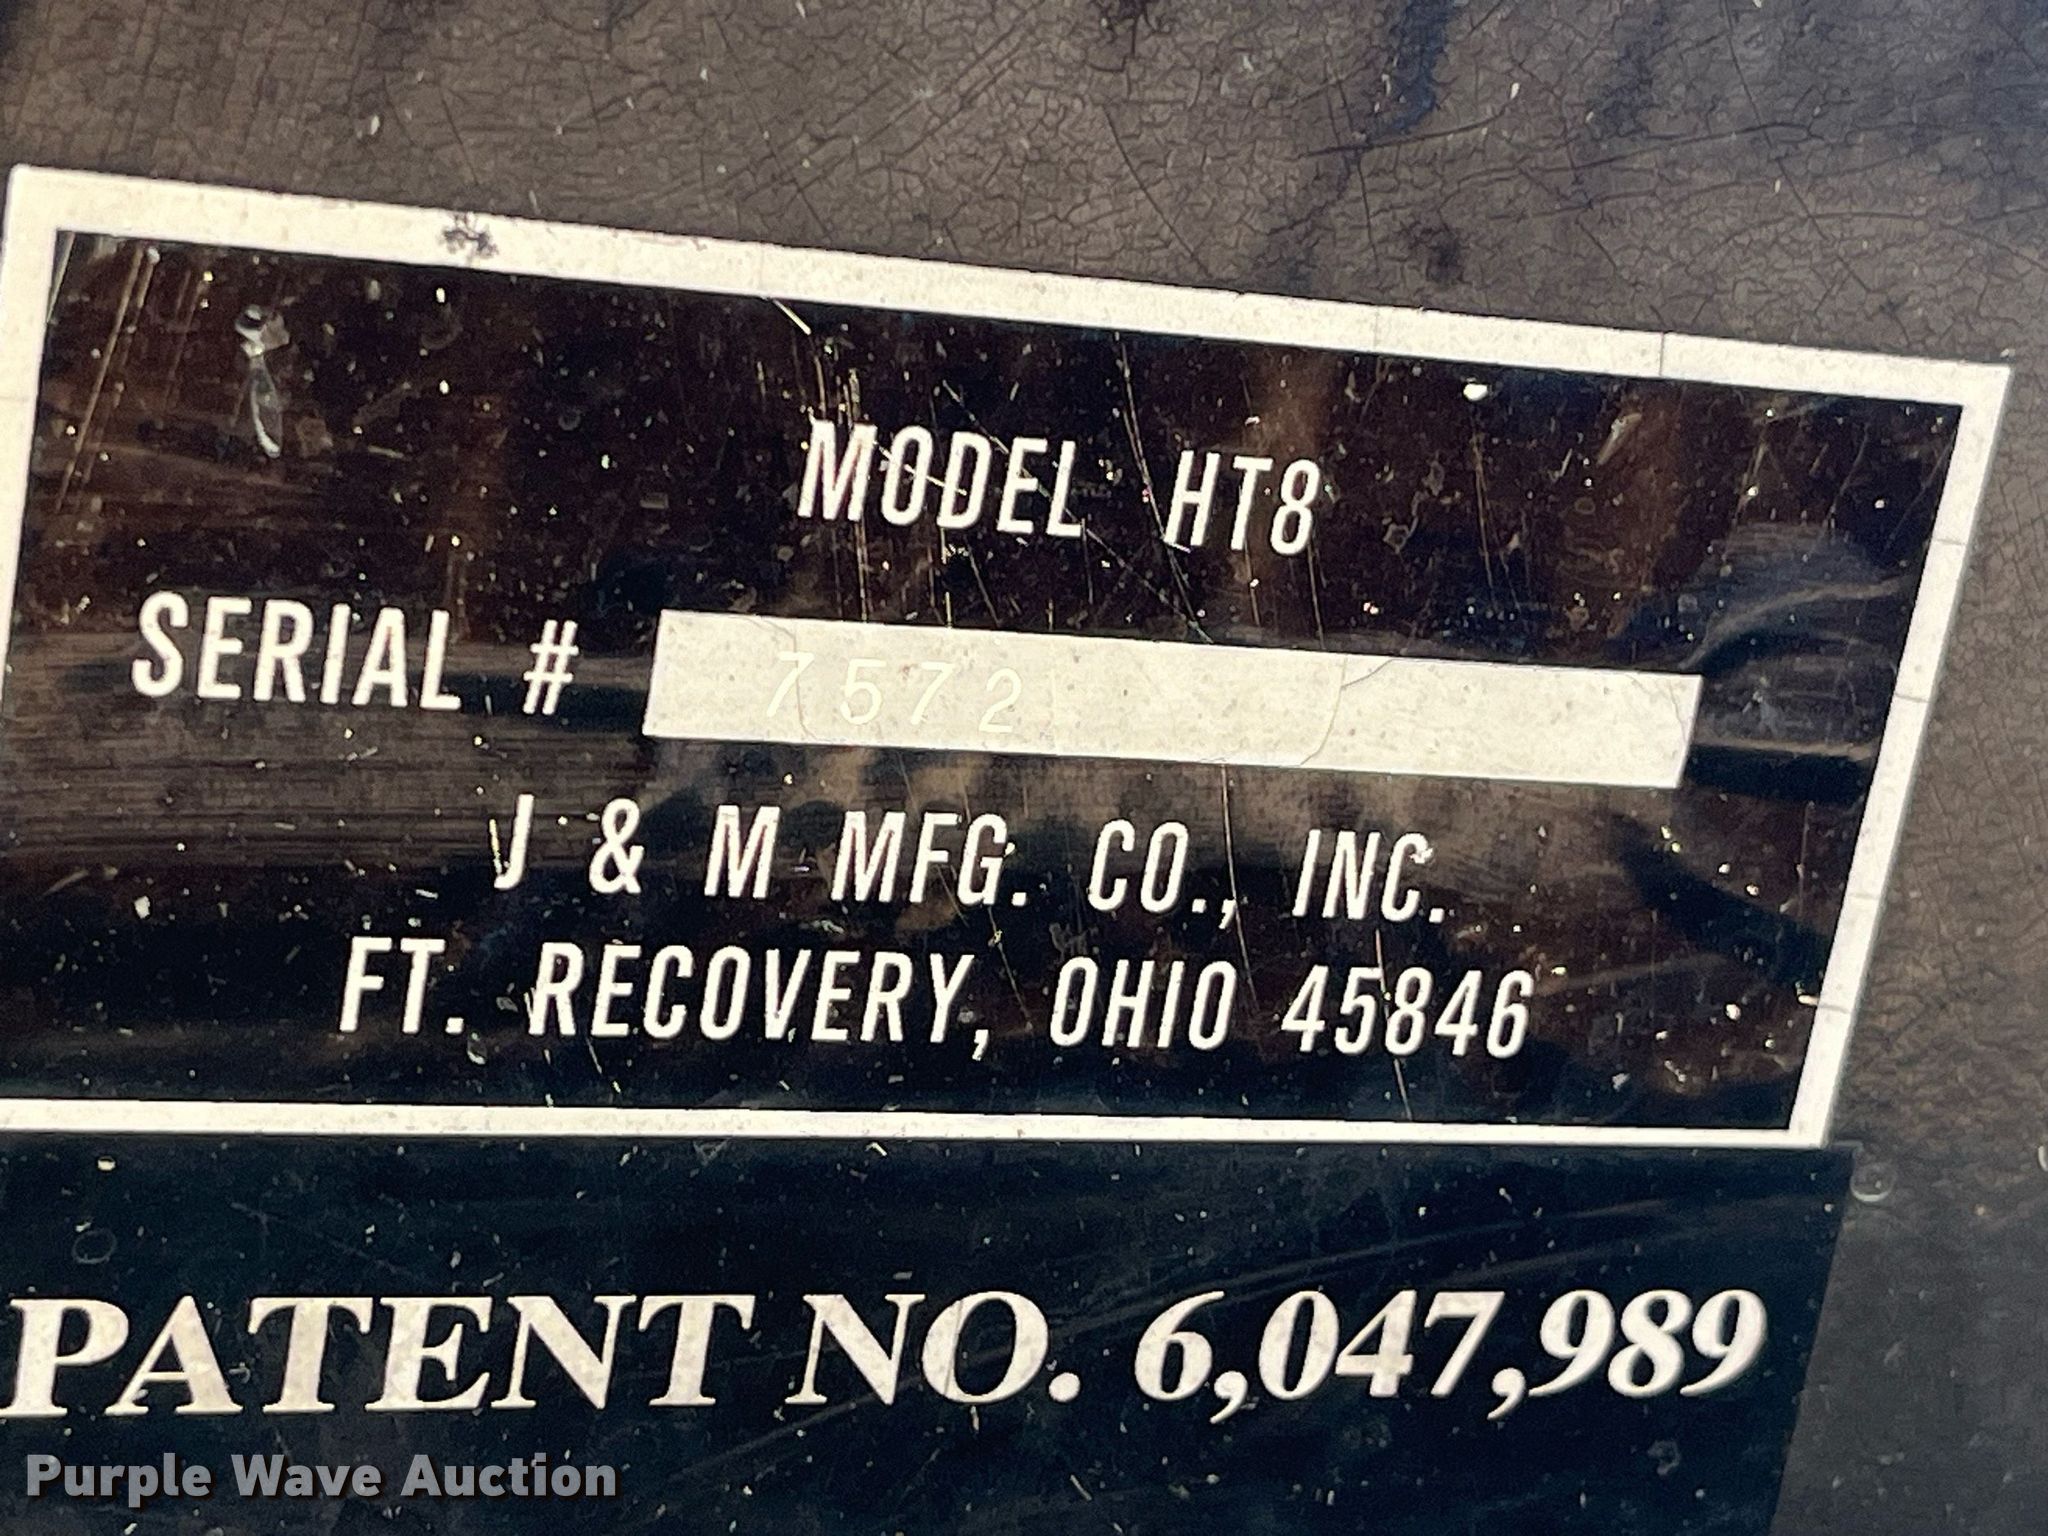 MODEL HT8
SERIAL # 7572
J & M MFG. CO., INC.
FT. RECOVERY, OHIO 45846
PATENT NO. 6,047,989
Purple Wave Auction